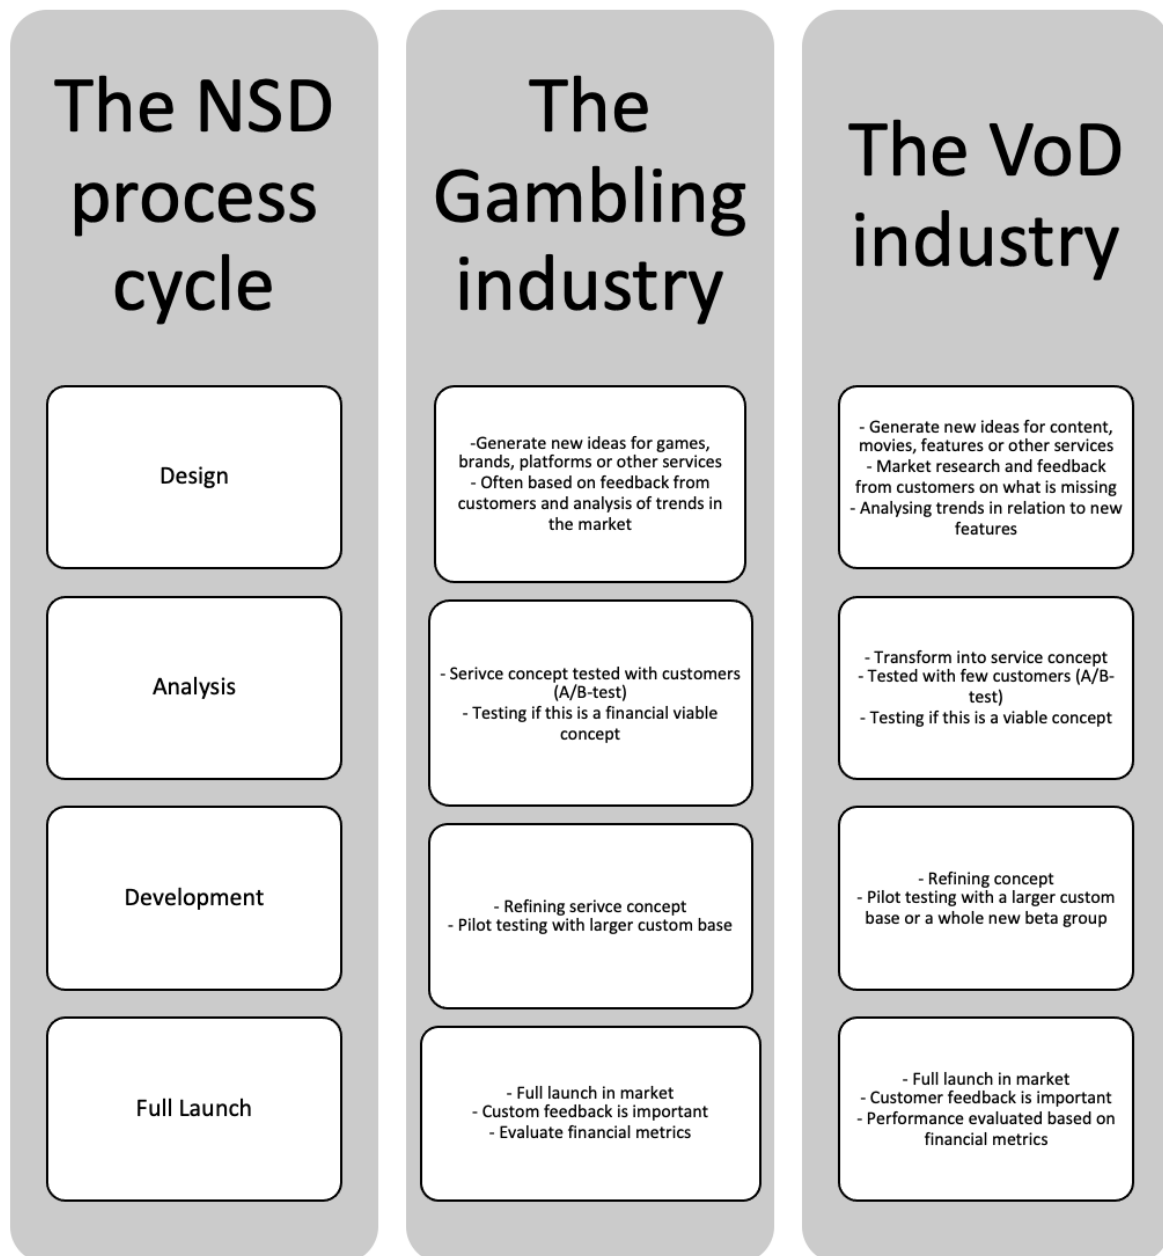 The NSD
process
cycle
Design
Analysis
Development
Full Launch
The
Gambling
industry
-Generate new ideas for games,
brands, platforms or other services
- Often based on feedback from
customers and analysis of trends in
the market
- Serivce concept tested with customers
(A/B-test)
- Testing if this is a financial viable
concept
- Refining serivce concept
- Pilot testing with larger custom base
- Full launch in market
- Custom feedback is important
- Evaluate financial metrics
The VoD
industry
- Generate new ideas for content,
movies, features or other services
- Market research and feedback
from customers on what is missing
- Analysing trends in relation to new
features
- Transform into service concept
- Tested with few customers (A/B-
test)
- Testing if this is a viable concept
- Refining concept
- Pilot testing with a larger custom
base or a whole new beta group
- Full launch in market
- Customer feedback is important
- Performance evaluated based on
financial metrics